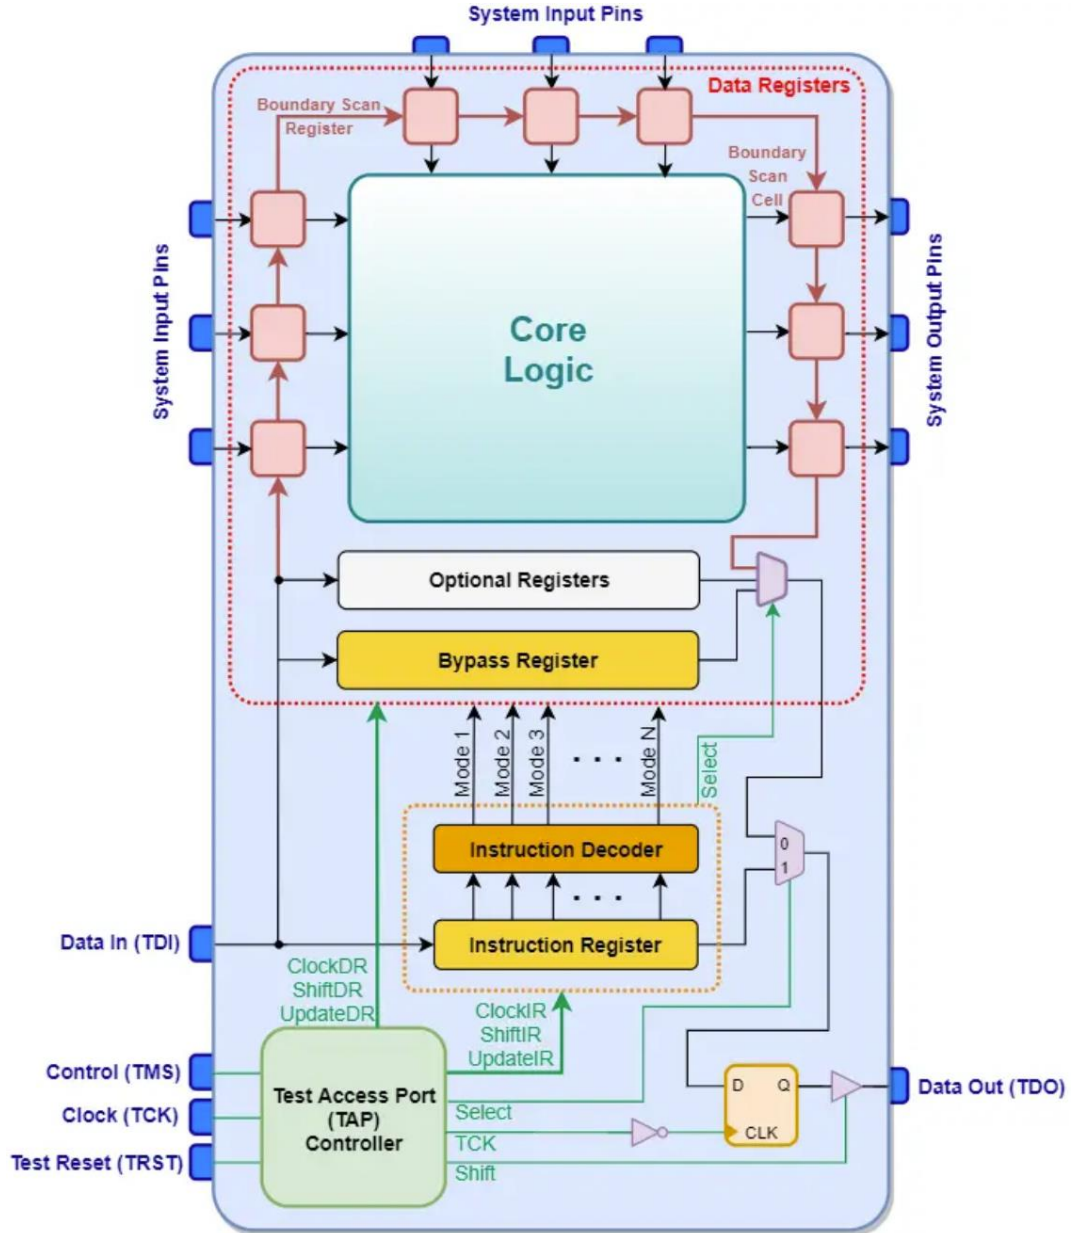 System Input Pins
Data Registers
Boundary Scan
Register
Boundary
Scan
Cell
System Input Pins
System Output Pins
Core
Logic
Optional Registers
Bypass Register
Mode 1
Mode 2
Mode 3
. . .
Mode N
Select
Instruction Decoder
0
1
. . .
Data In (TDI)
Instruction Register
ClockDR
ShiftDR
UpdateDR
ClockIR
ShiftIR
UpdateIR
Control (TMS)
Clock (TCK)
Test Reset (TRST)
Test Access Port
(TAP)
Controller
Select
TCK
Shift
D
Q
CLK
Data Out (TDO)